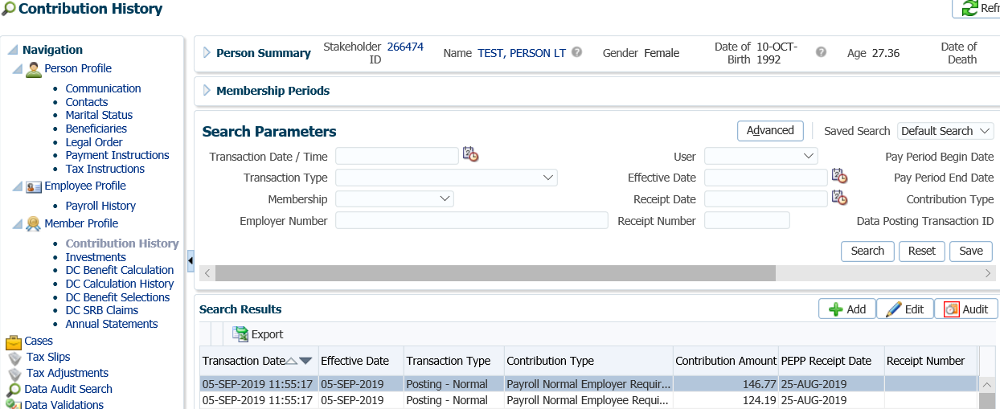 Contribution History
Refr
Navigation
Person Profile
Communication
Contacts
Marital Status
Beneficiaries
Legal Order
Payment Instructions
Tax Instructions
Employee Profile
Payroll History
Member Profile
Contribution History
Investments
DC Benefit Calculation
DC Calculation History
DC Benefit Selections
DC SRB Claims
Annual Statements
Cases
Tax Slips
Tax Adjustments
Data Audit Search
Data Validations
Person Summary Stakeholder ID 266474 Name TEST, PERSON LT Gender Female Date of Birth 10-OCT-1992 Age 27.36 Date of Death
Membership Periods
Search Parameters Advanced Saved Search Default Search
Transaction Date / Time User Pay Period Begin Date
Transaction Type Effective Date Pay Period End Date
Membership Receipt Date Contribution Type
Employer Number Receipt Number Data Posting Transaction ID
Search Reset Save
Search Results Add Edit Audit
Export
Transaction Date Effective Date Transaction Type Contribution Type Contribution Amount PEPP Receipt Date Receipt Number
05-SEP-2019 11:55:17 05-SEP-2019 Posting - Normal Payroll Normal Employer Requir... 146.77 25-AUG-2019
05-SEP-2019 11:55:17 05-SEP-2019 Posting - Normal Payroll Normal Employee Requi... 124.19 25-AUG-2019